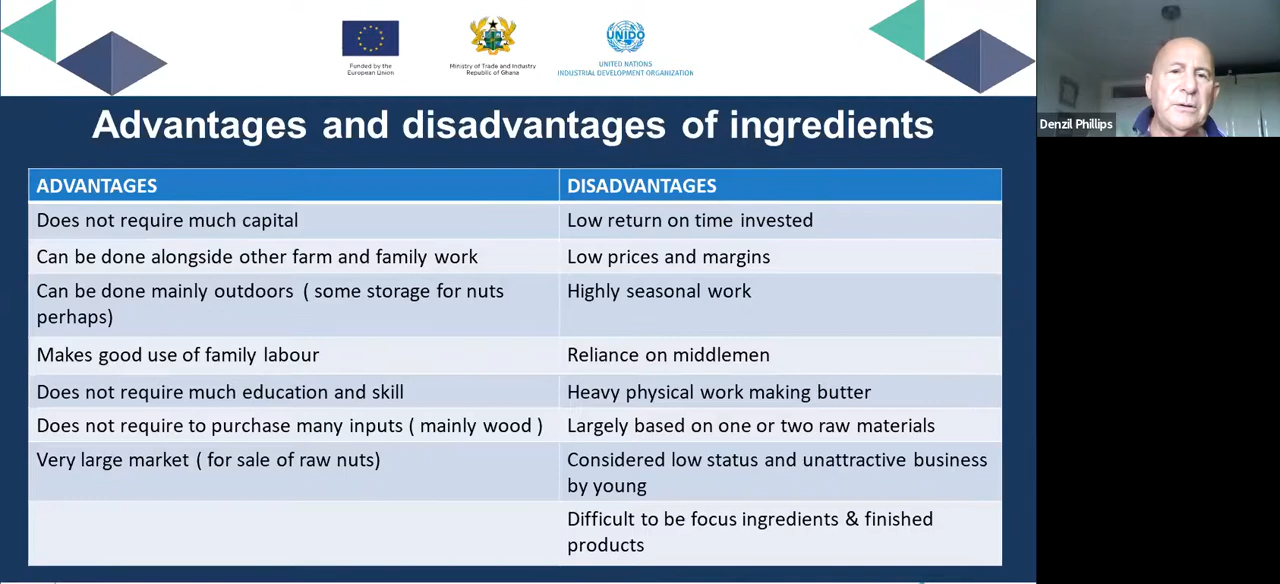 Funded by the
European Union
Ministry of Trade and Industry
Republic of Ghana
UNIDO
UNITED NATIONS
INDUSTRIAL DEVELOPMENT ORGANIZATION
Denzil Phillips
Advantages and disadvantages of ingredients
ADVANTAGES
DISADVANTAGES
Does not require much capital
Low return on time invested
Can be done alongside other farm and family work
Low prices and margins
Can be done mainly outdoors ( some storage for nuts
perhaps)
Highly seasonal work
Makes good use of family labour
Reliance on middlemen
Does not require much education and skill
Heavy physical work making butter
Does not require to purchase many inputs ( mainly wood )
Largely based on one or two raw materials
Very large market ( for sale of raw nuts)
Considered low status and unattractive business
by young
Difficult to be focus ingredients & finished
products